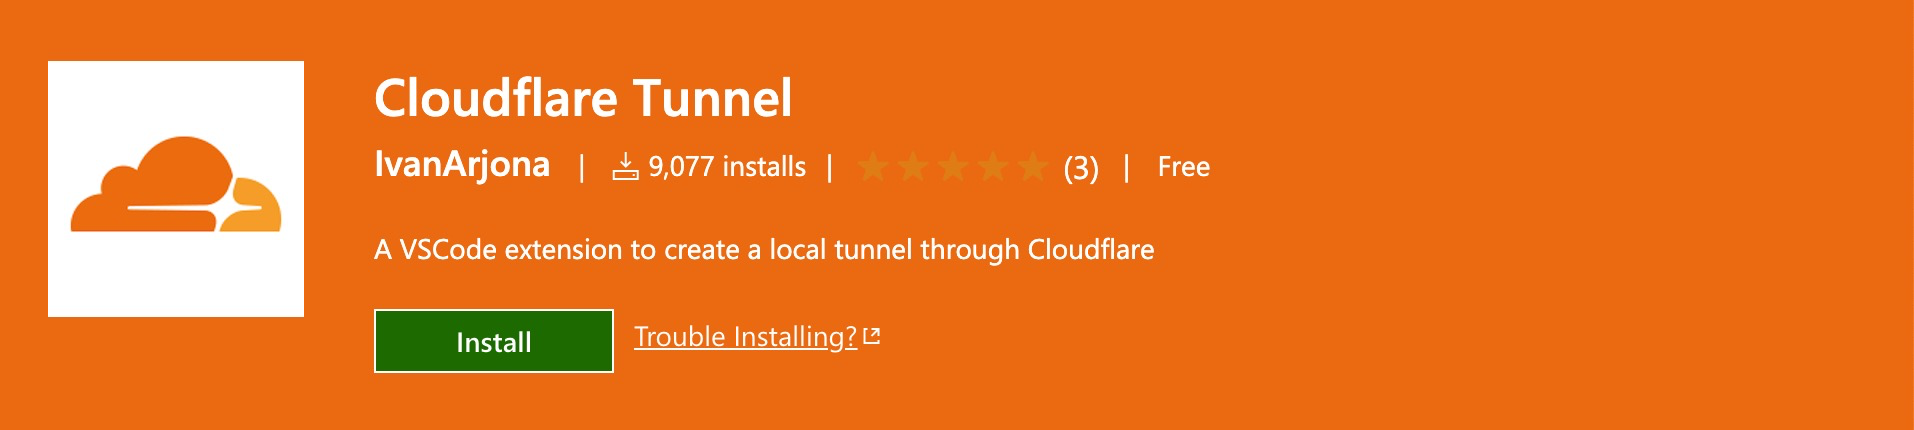 Cloudflare Tunnel
IvanArjona | 9,077 installs | (3) | Free
A VSCode extension to create a local tunnel through Cloudflare
Install
Trouble Installing?